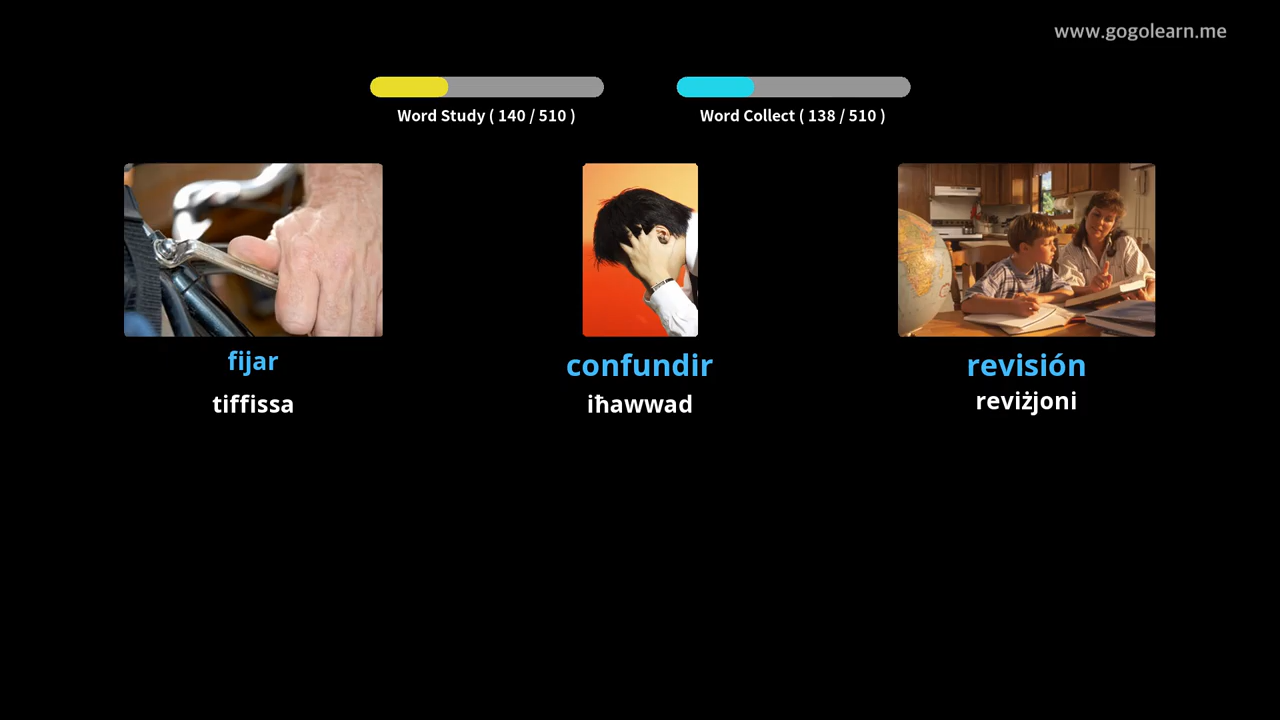 www.gogolearn.me
Word Study ( 140 / 510 )
Word Collect ( 138 / 510 )
fijar
tiffissa
confundir
iħawwad
revisión
reviżjoni